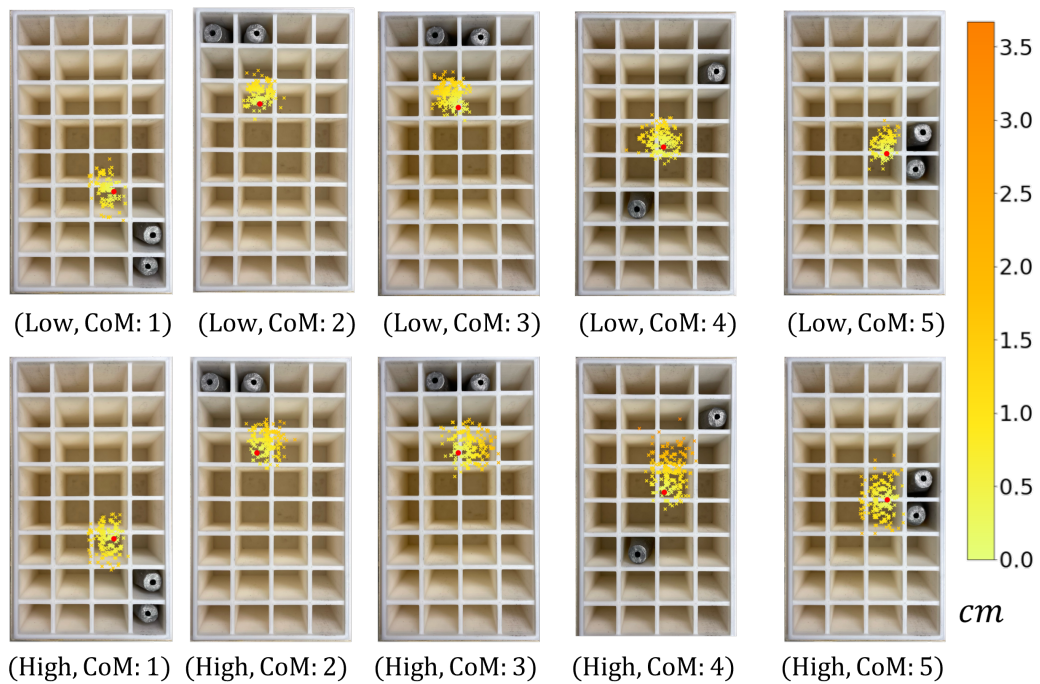 (Low, CoM: 1) (Low, CoM: 2) (Low, CoM: 3) (Low, CoM: 4) (Low, CoM: 5)
(High, CoM: 1) (High, CoM: 2) (High, CoM: 3) (High, CoM: 4) (High, CoM: 5)
3.5
3.0
2.5
2.0
1.5
1.0
0.5
0.0
cm